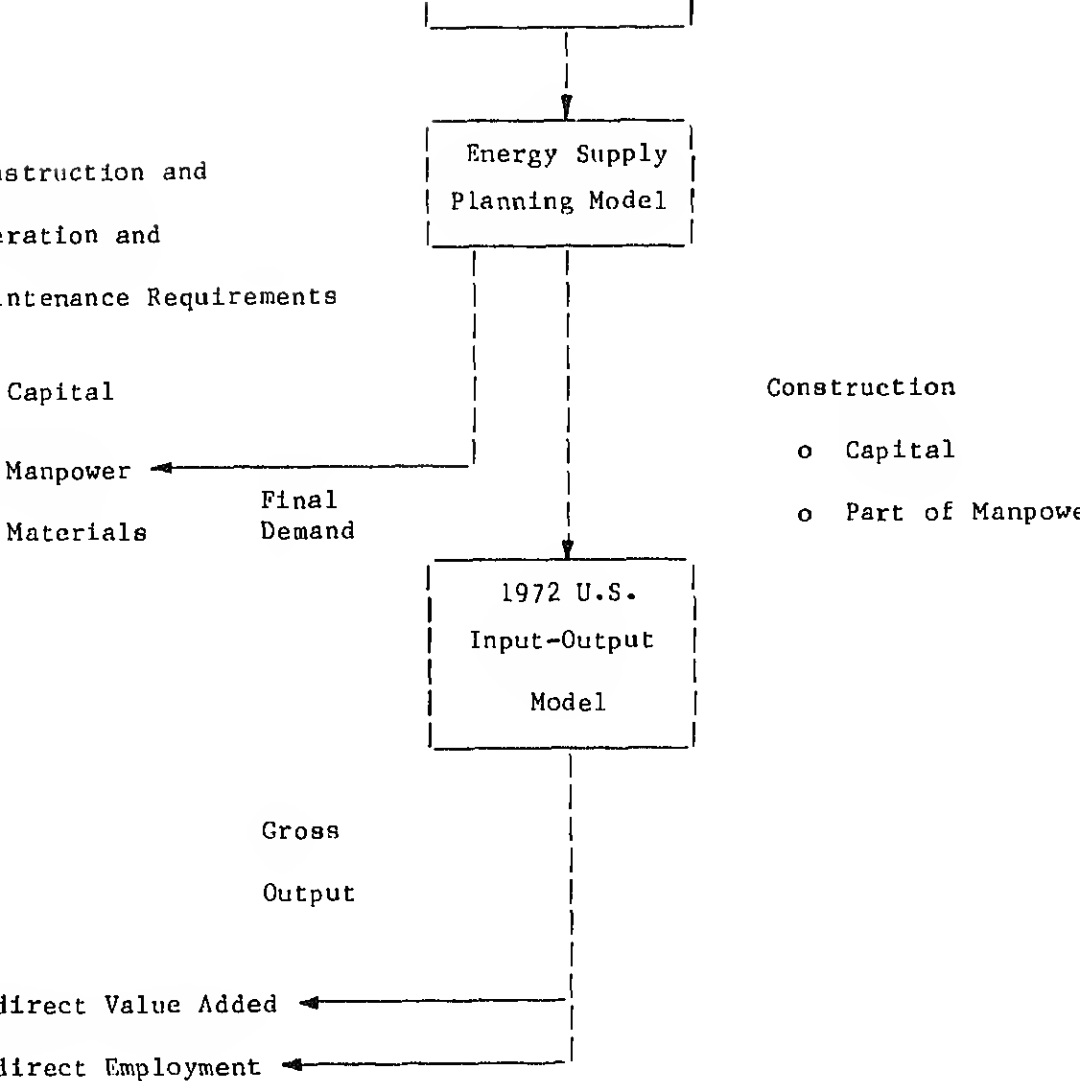 Energy Supply
Planning Model
nstruction and
eration and
intenance Requirements
Capital
Manpower
Materials
Final
Demand
Construction
o Capital
o Part of Manpowe
1972 U.S.
Input-Output
Model
Gross
Output
direct Value Added
direct Employment